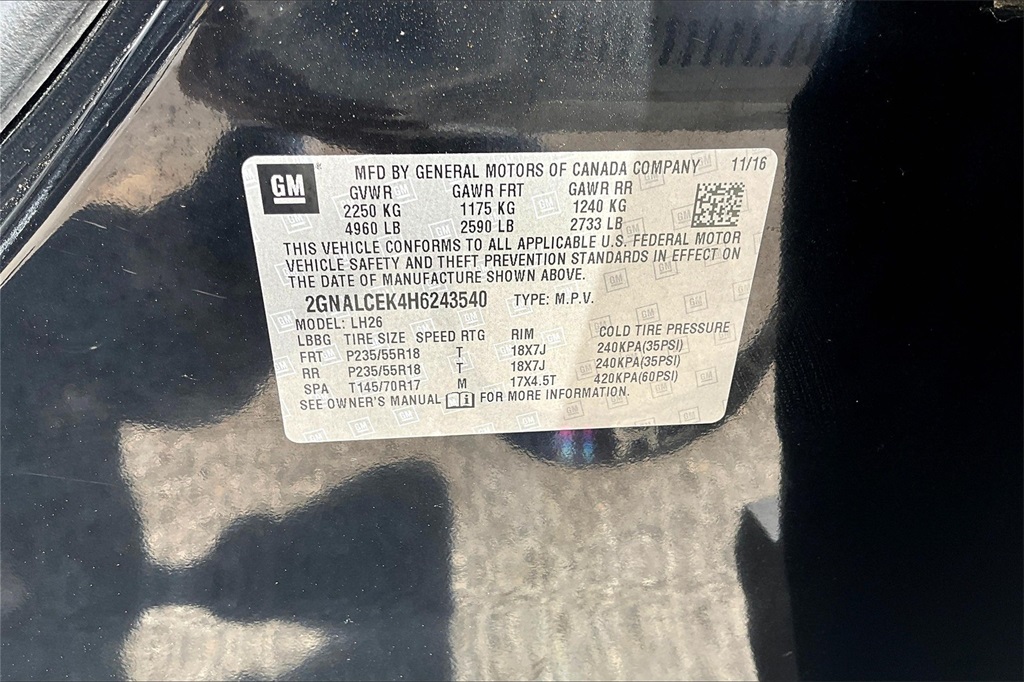 GM MFD BY GENERAL MOTORS OF CANADA COMPANY 11/16
GVWR GAWR FRT GAWR RR
2250 KG 1175 KG 1240 KG
4960 LB 2590 LB 2733 LB
THIS VEHICLE CONFORMS TO ALL APPLICABLE U.S. FEDERAL MOTOR
VEHICLE SAFETY AND THEFT PREVENTION STANDARDS IN EFFECT ON
THE DATE OF MANUFACTURE SHOWN ABOVE.
2GNALCEK4H6243540 TYPE: M.P.V.
MODEL: LH26
LBBG TIRE SIZE SPEED RTG RIM COLD TIRE PRESSURE
FRT P235/55R18 T 18X7J 240KPA(35PSI)
RR P235/55R18 T 18X7J 240KPA(35PSI)
SPA T145/70R17 M 17X4.5T 420KPA(60PSI)
SEE OWNER'S MANUAL i FOR MORE INFORMATION.